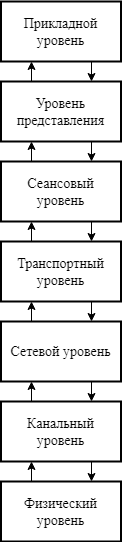 Прикладной
уровень
Уровень
представления
Сеансовый
уровень
Транспортный
уровень
Сетевой уровень
Канальный
уровень
Физический
уровень